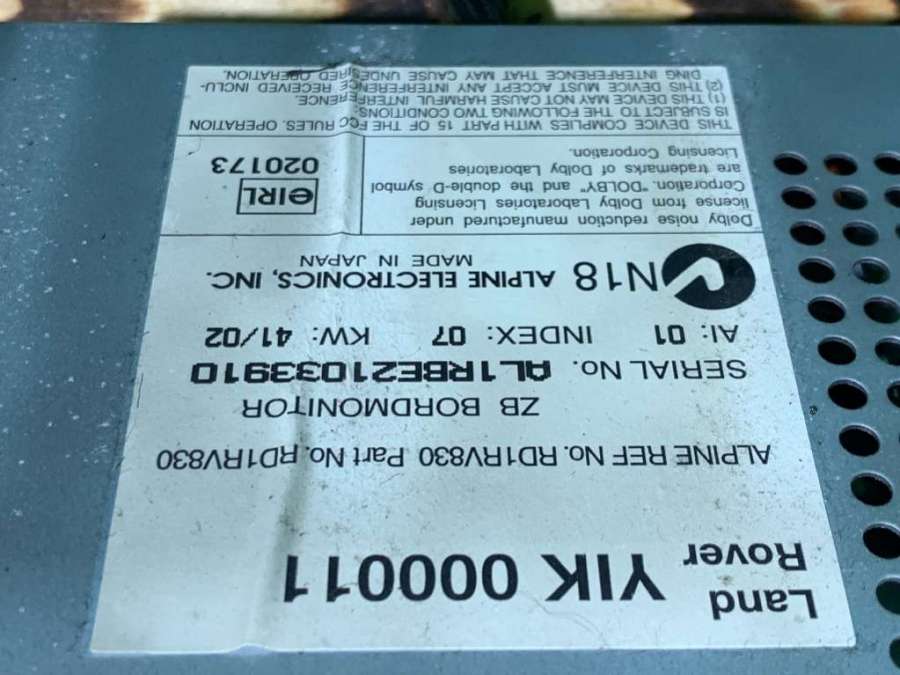 Land
Rover YIK 000011
ALPINE REF No. RD1RV830 Part No. RD1RV830
ZB BORDMONITOR
SERIAL No. AL1RBE21033910
AI: 01 INDEX: 07 KW: 41/02
N18 ALPINE ELECTRONICS, INC.
MADE IN JAPAN
Dolby noise reduction manufactured under
license from Dolby Laboratories Licensing
Corporation. "DOLBY" and the double-D symbol
are trademarks of Dolby Laboratories
Licensing Corporation.
eIRL
020173
THIS DEVICE COMPLIES WITH PART 15 OF THE FCC RULES. OPERATION
IS SUBJECT TO THE FOLLOWING TWO CONDITIONS:
(1) THIS DEVICE MAY NOT CAUSE HARMFUL INTERFERENCE.
(2) THIS DEVICE MUST ACCEPT ANY INTERFERENCE RECEIVED INCLU-
DING INTERFERENCE THAT MAY CAUSE UNDESIRED OPERATION.